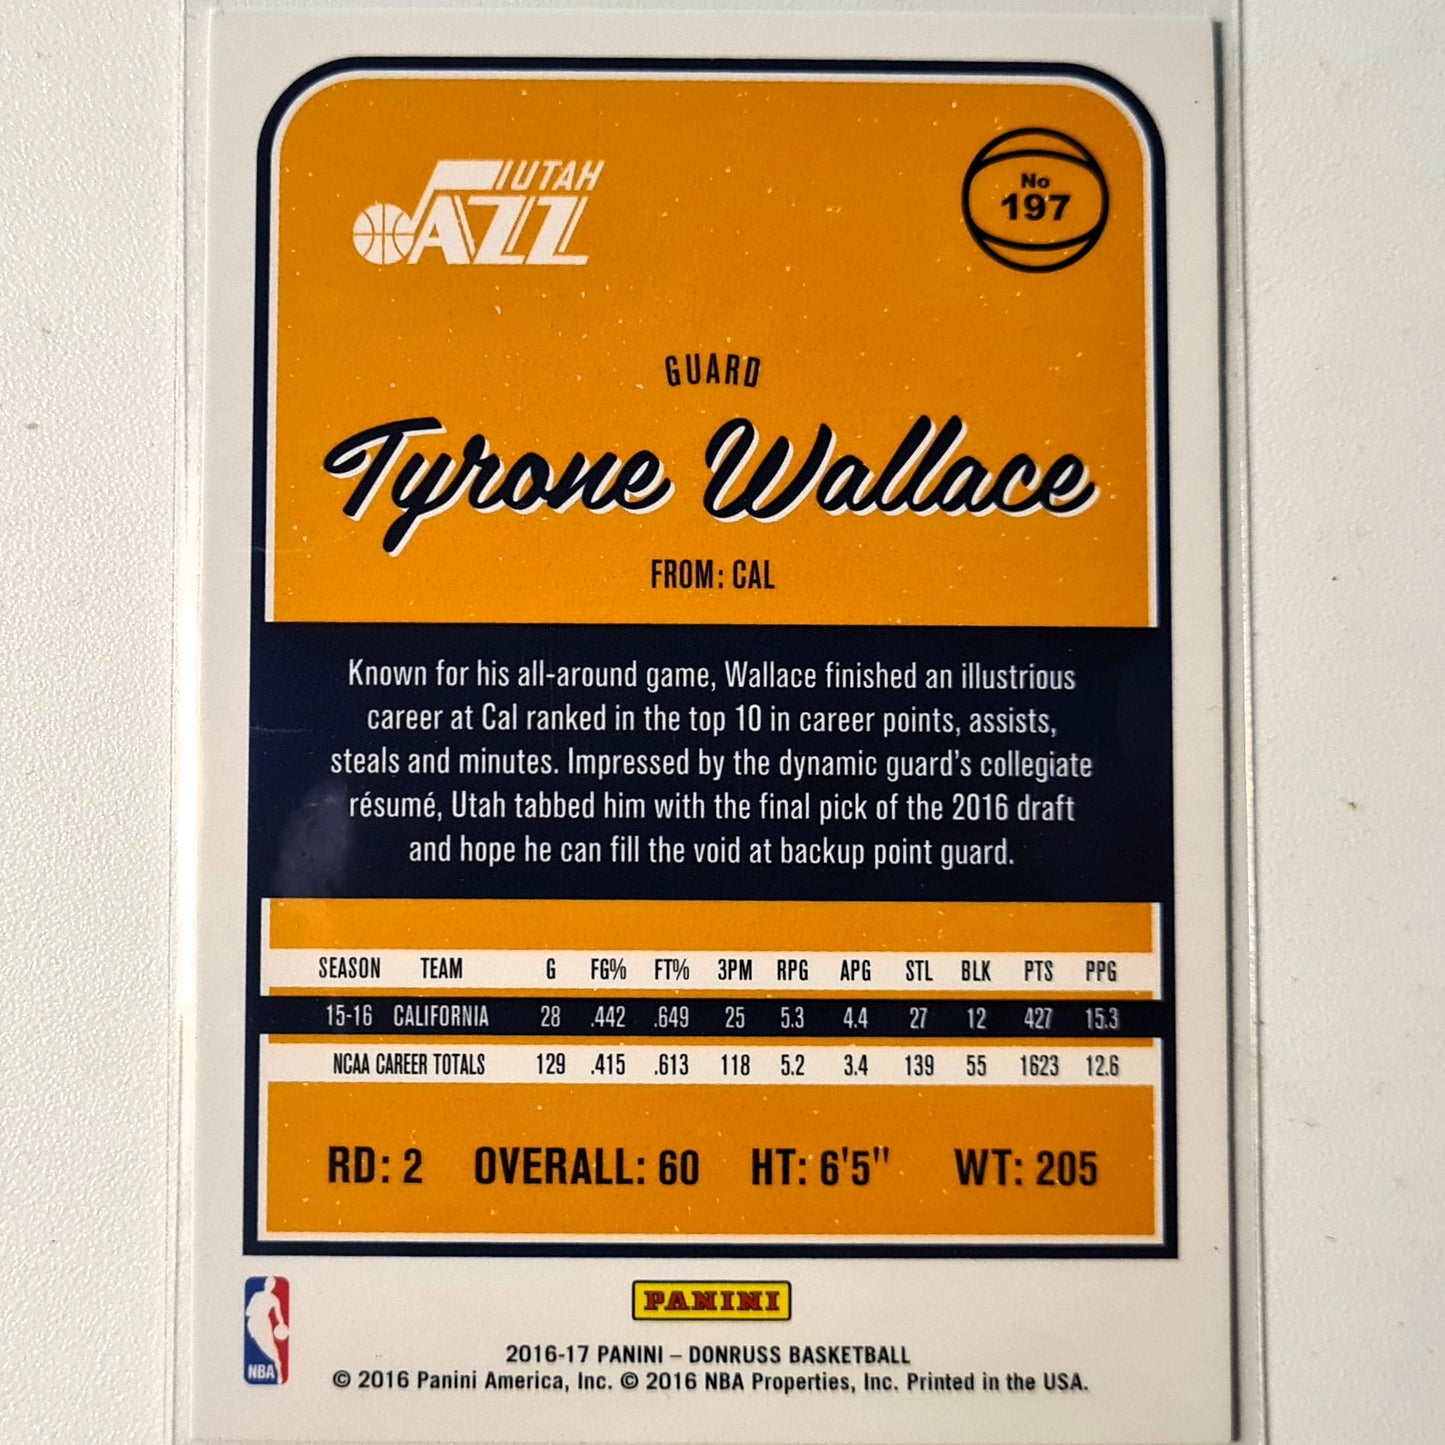 UTAH
JAZZ
No
197
GUARD
Tyrone Wallace
FROM: CAL
Known for his all-around game, Wallace finished an illustrious
career at Cal ranked in the top 10 in career points, assists,
steals and minutes. Impressed by the dynamic guard's collegiate
résumé, Utah tabbed him with the final pick of the 2016 draft
and hope he can fill the void at backup point guard.
SEASON TEAM G FG% FT% 3PM RPG APG STL BLK PTS PPG
15-16 CALIFORNIA 28 .442 .649 25 5.3 4.4 27 12 427 15.3
NCAA CAREER TOTALS 129 .415 .613 118 5.2 3.4 139 55 1623 12.6
RD: 2 OVERALL: 60 HT: 6'5" WT: 205
NBA
PANINI
2016-17 PANINI – DONRUSS BASKETBALL
© 2016 Panini America, Inc. © 2016 NBA Properties, Inc. Printed in the USA.